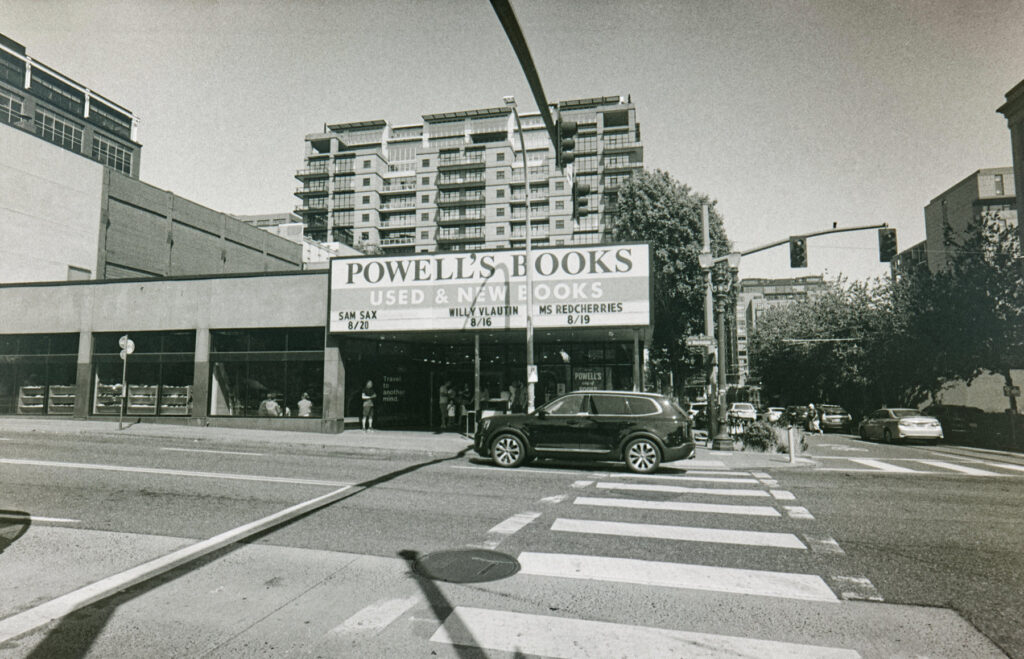 POWELL'S BOOKS
USED & NEW BOOKS
SAM SAX
8/20
WILLY VLAUTIN
8/16
MS REDCHERRIES
8/19
Travel
to
another
mind.
POWELL'S